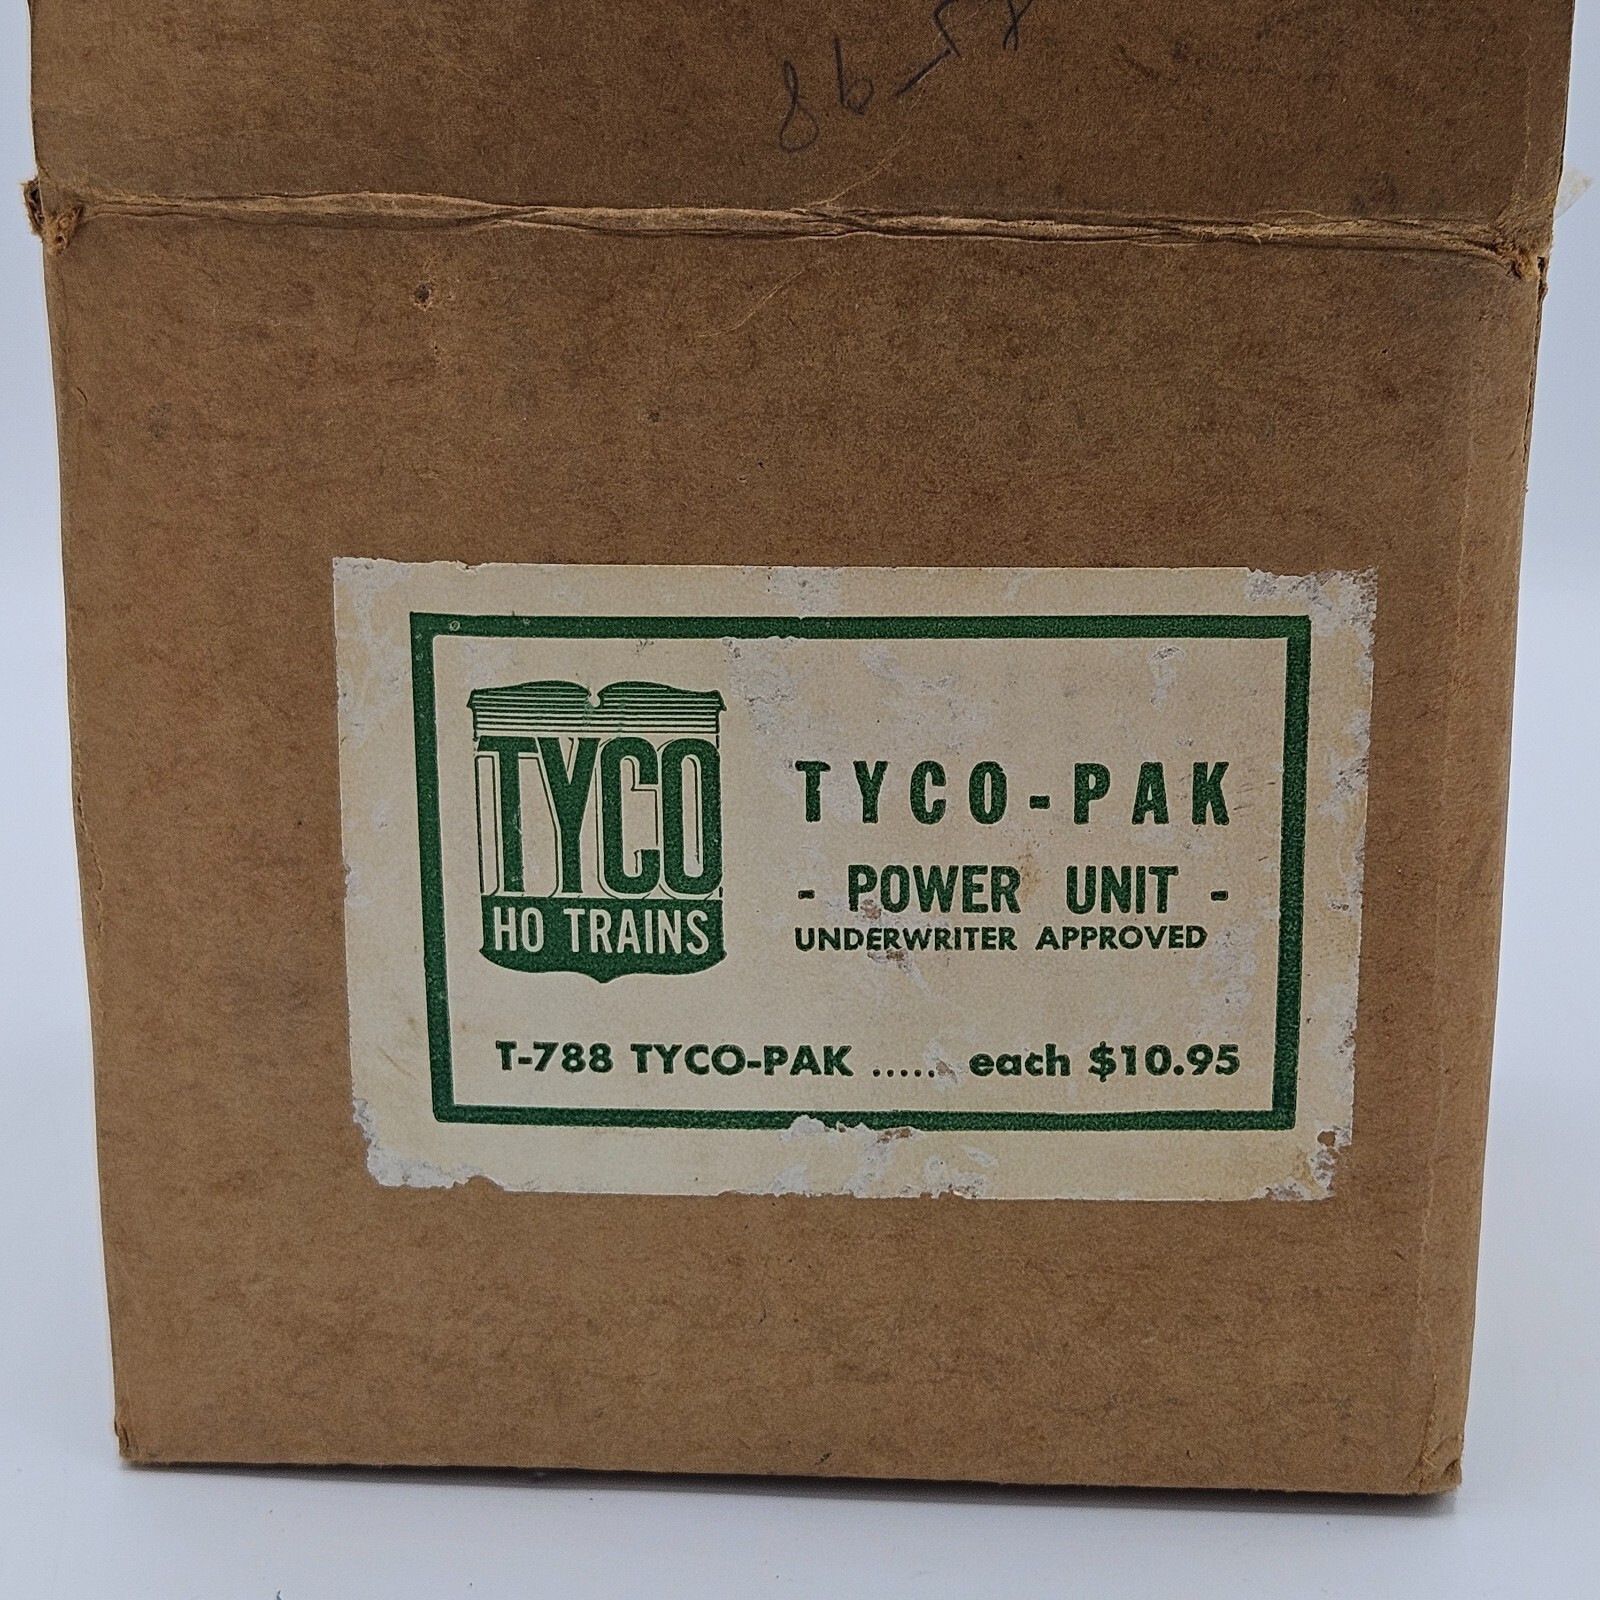 TYCO
HO TRAINS
TYCO-PAK
- POWER UNIT -
UNDERWRITER APPROVED
T-788 TYCO-PAK ..... each $10.95